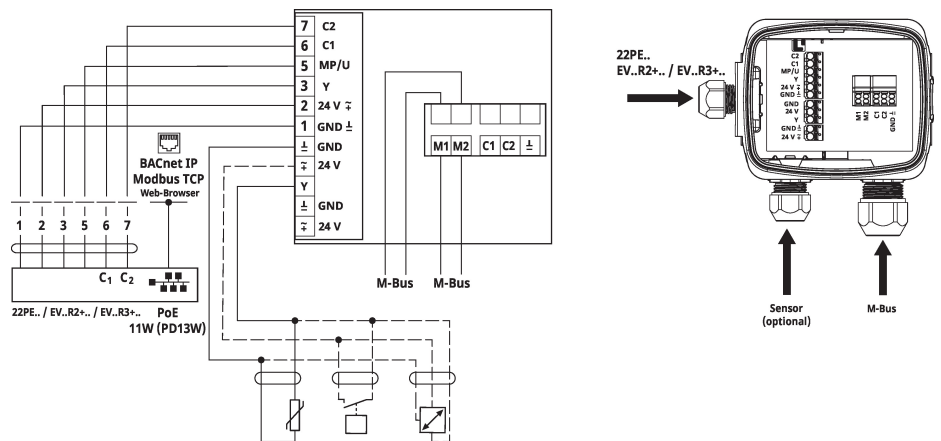 7 C2
6 C1
5 MP/U
3 Y
2 24 V ⍨
1 GND ⏊
⏊ GND
⍨ 24 V
Y
⏊ GND
⍨ 24 V
M1 M2 C1 C2 ⏊
M-Bus M-Bus
BACnet IP
Modbus TCP
Web-Browser
1 2 3 5 6 7
C1 C2
22PE.. / EV..R2+.. / EV..R3+..
PoE
11W (PD13W)
22PE..
EV..R2+.. / EV..R3+..
C2
C1
MP/U
Y
24 V ⍨
GND ⏊
GND
24 V
Y
GND ⏊
24 V ⍨
M1
M2
C1
C2
GND ⏊
Sensor
(optional)
M-Bus